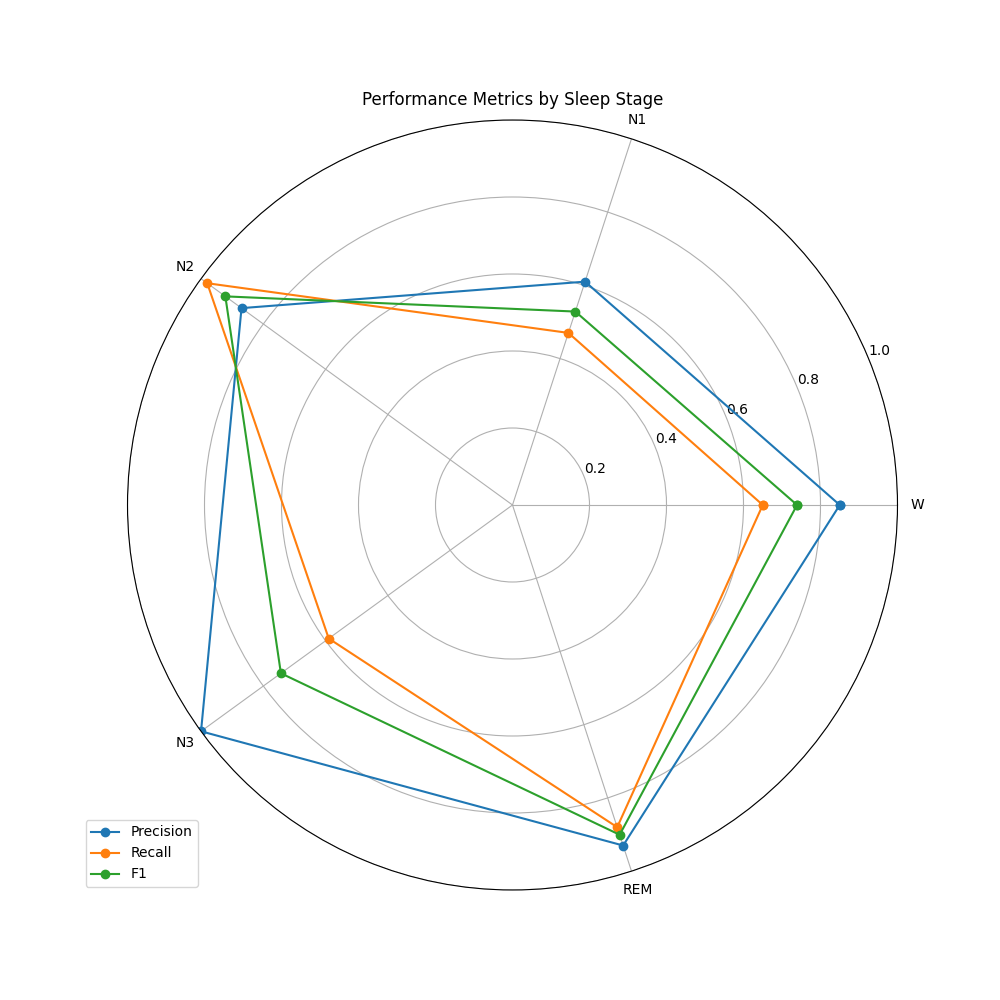 Performance Metrics by Sleep Stage
N1
N2
1.0
0.8
0.6
0.4
0.2
W
N3
REM
Precision
Recall
F1